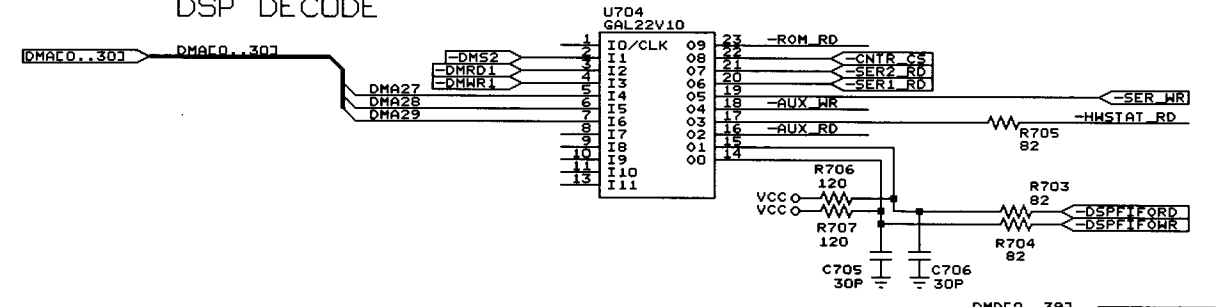 DSP DECODE
U704
GAL22V10
DMA[0..30]
DMA[0..30]
-DMS2
-DMRD1
-DMWR1
DMA27
DMA28
DMA29
1 I0/CLK O9 23 -ROM_RD
2 I1 O8 22 -CNTR_CS
3 I2 O7 21 -SER2_RD
4 I3 O6 20 -SER1_RD
5 I4 O5 19 -SER_WR
6 I5 O4 18 -AUX_WR
7 I6 O3 17 -HWSTAT_RD
8 I7 O2 16 -AUX_RD
9 I8 O1 15
10 I9 O0 14
11 I10
13 I11
R705
82
R706
120
VCC
VCC
R707
120
R703
82
-DSPFIFORD
-DSPFIFOWR
R704
82
C705
30P
C706
30P
DMD[0..39]